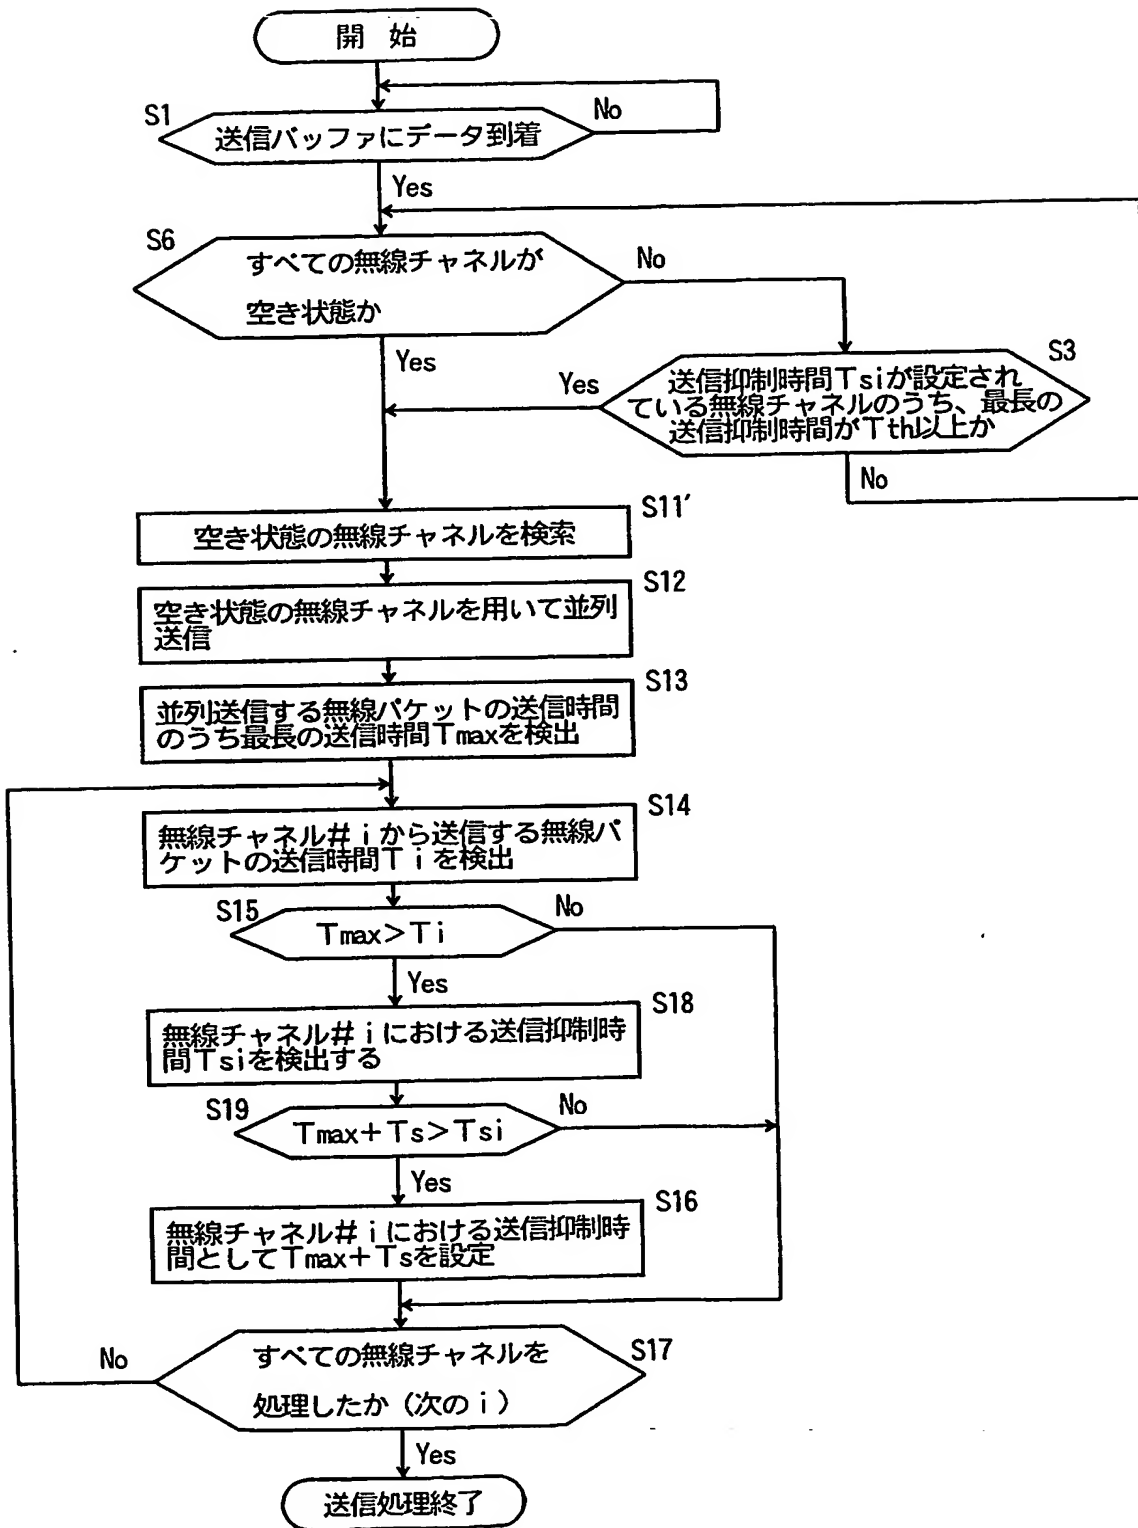 開 始
S1
送信バッファにデータ到着
No
Yes
S6
すべての無線チャネルが
空き状態か
No
Yes
S3
送信抑制時間Tsiが設定され
ている無線チャネルのうち、最長の
送信抑制時間がTth以上か
Yes
No
S11′
空き状態の無線チャネルを検索
S12
空き状態の無線チャネルを用いて並列
送信
S13
並列送信する無線パケットの送信時間
のうち最長の送信時間Tmaxを検出
S14
無線チャネル#iから送信する無線パ
ケットの送信時間Tiを検出
S15
Tmax>Ti
No
Yes
S18
無線チャネル#iにおける送信抑制時
間Tsiを検出する
S19
Tmax+Ts>Tsi
No
Yes
S16
無線チャネル#iにおける送信抑制時
間としてTmax+Tsを設定
S17
すべての無線チャネルを
処理したか(次のi)
No
Yes
送信処理終了